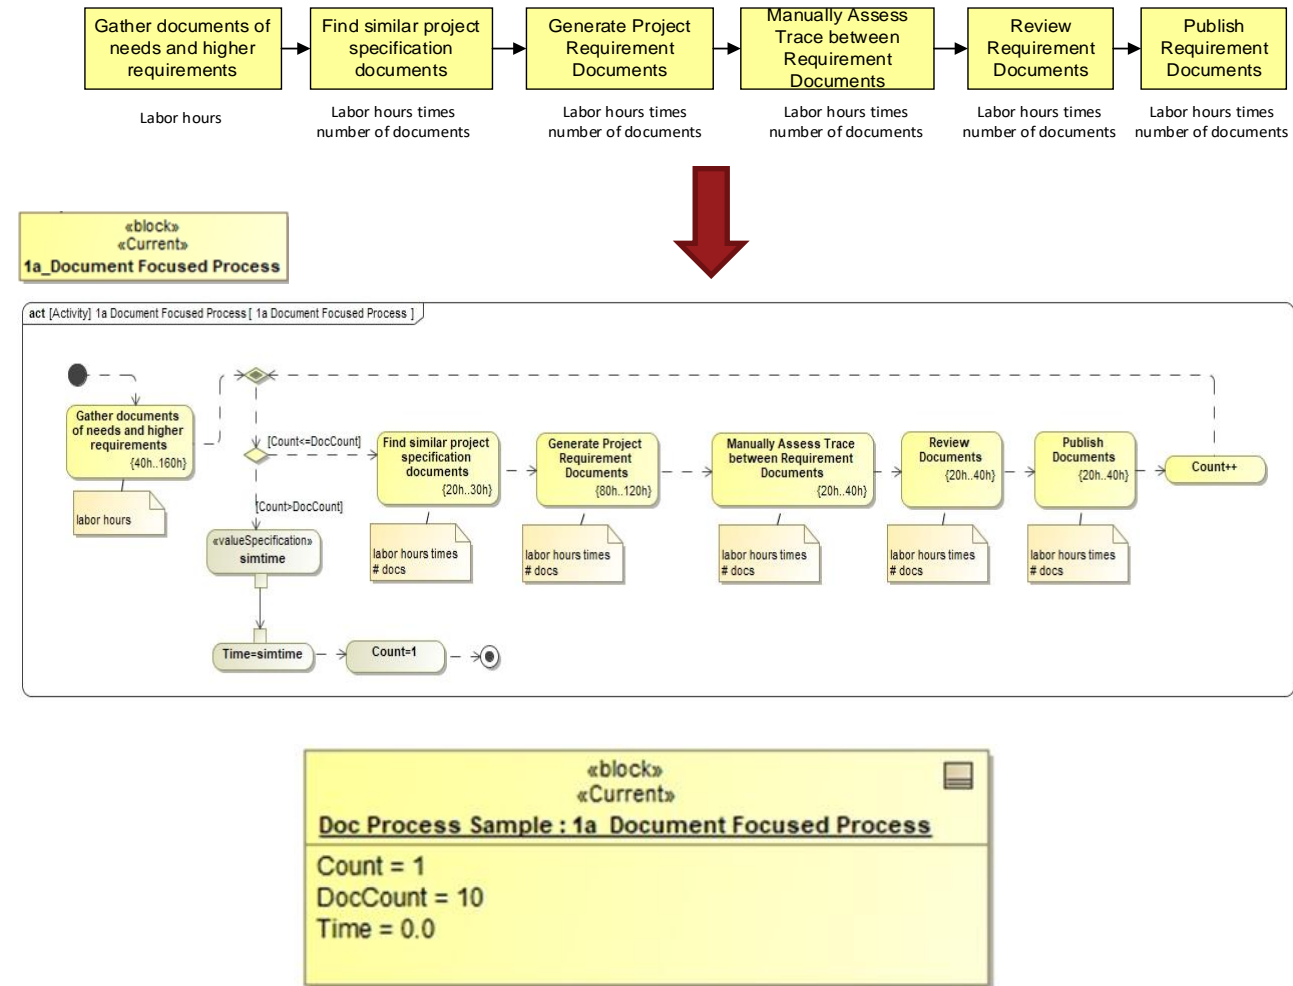 Gather documents of
needs and higher
requirements
Find similar project
specification
documents
Generate Project
Requirement
Documents
Manually Assess
Trace between
Requirement
Documents
Review
Requirement
Documents
Publish
Requirement
Documents
Labor hours
Labor hours times
number of documents
Labor hours times
number of documents
Labor hours times
number of documents
Labor hours times
number of documents
Labor hours times
number of documents
«block»
«Current»
1a_Document Focused Process
act [Activity] 1a Document Focused Process [ 1a Document Focused Process ]
Gather documents
of needs and higher
requirements
{40h..160h}
labor hours
[Count<=DocCount]
[Count>DocCount]
Find similar project
specification
documents
{20h..30h}
labor hours times
# docs
Generate Project
Requirement
Documents
{80h..120h}
labor hours times
# docs
Manually Assess Trace
between Requirement
Documents
{20h..40h}
labor hours times
# docs
Review
Documents
{20h..40h}
labor hours times
# docs
Publish
Documents
{20h..40h}
labor hours times
# docs
Count++
«valueSpecification»
simtime
Time=simtime
Count=1
«block»
«Current»
Doc Process Sample : 1a_Document Focused Process
Count = 1
DocCount = 10
Time = 0.0